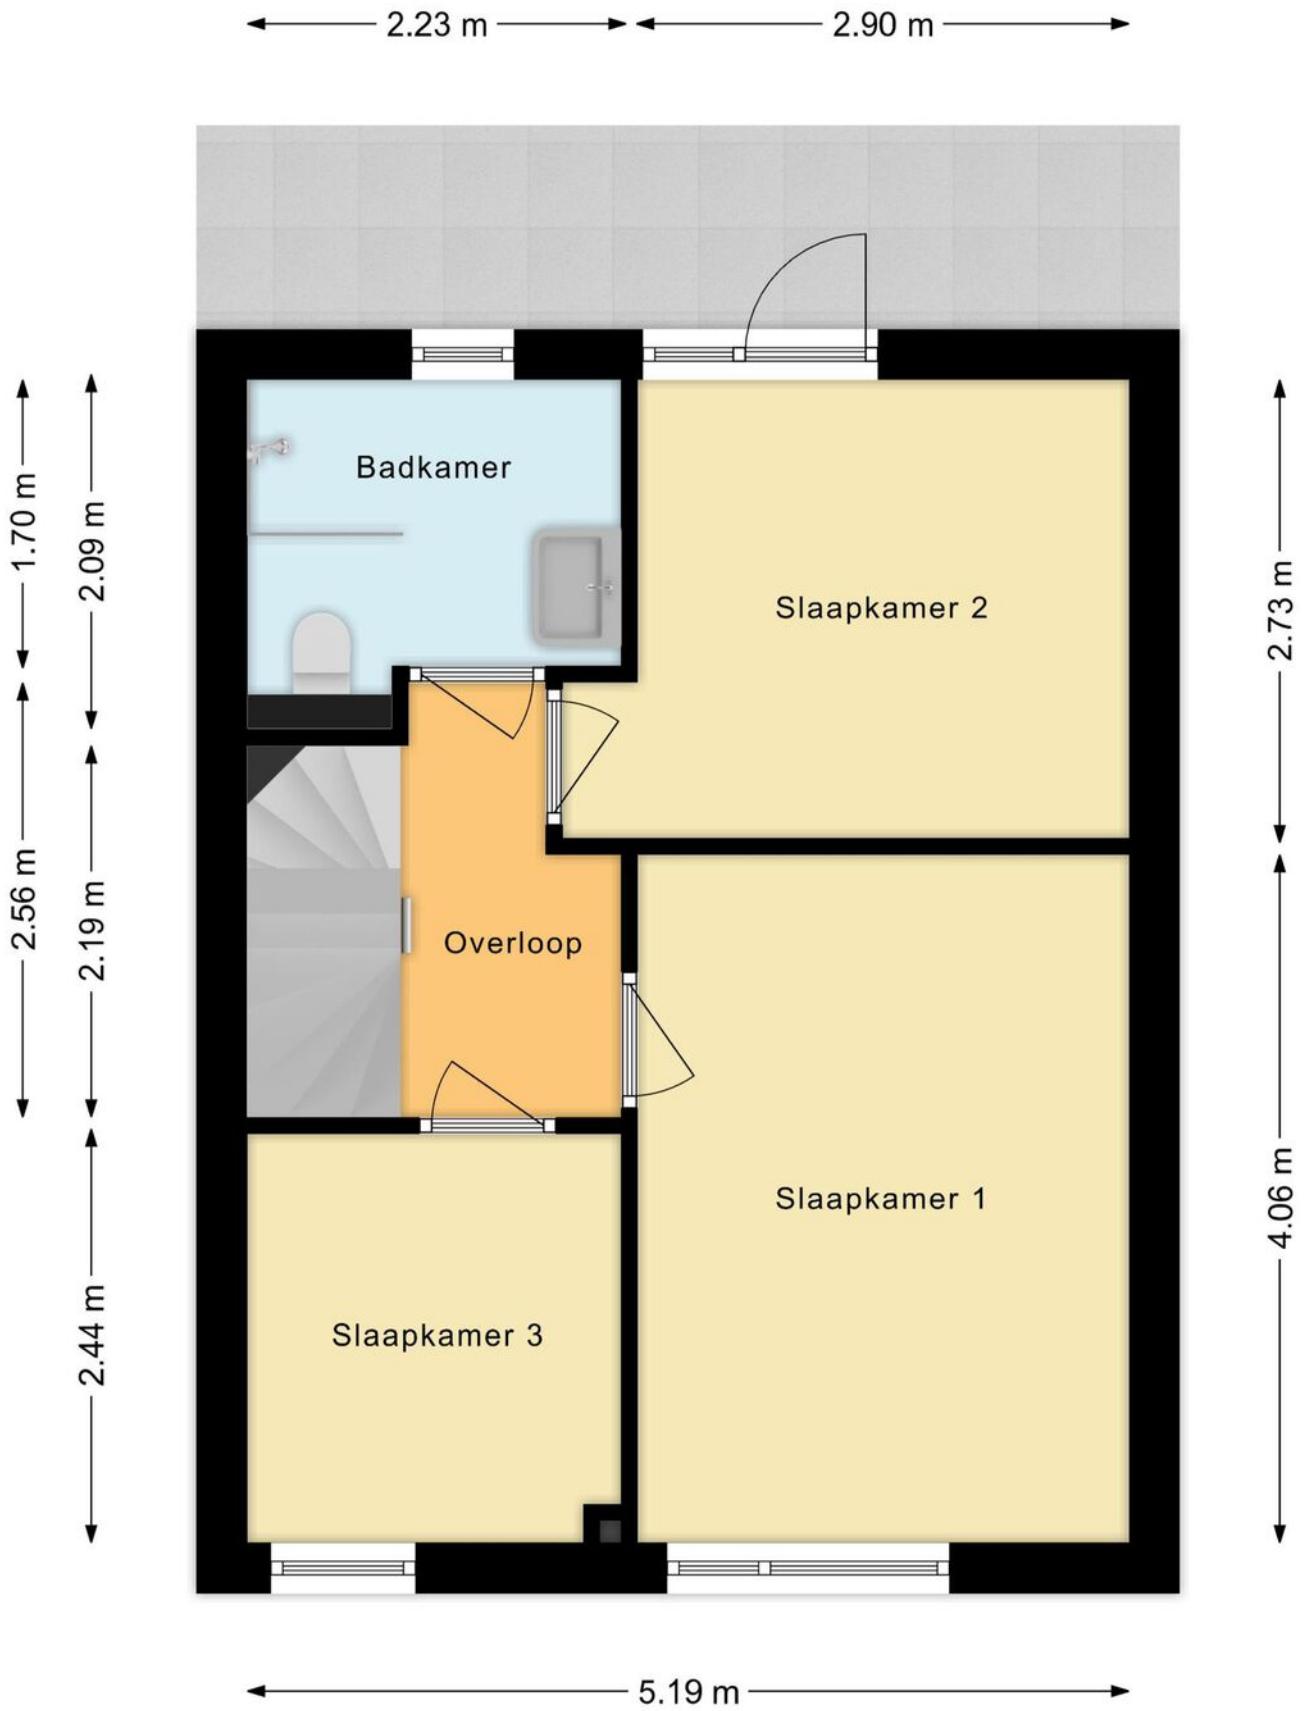 2.23 m
2.90 m
Badkamer
1.70 m
2.09 m
Slaapkamer 2
2.73 m
2.56 m
2.19 m
Overloop
Slaapkamer 1
4.06 m
2.44 m
Slaapkamer 3
5.19 m